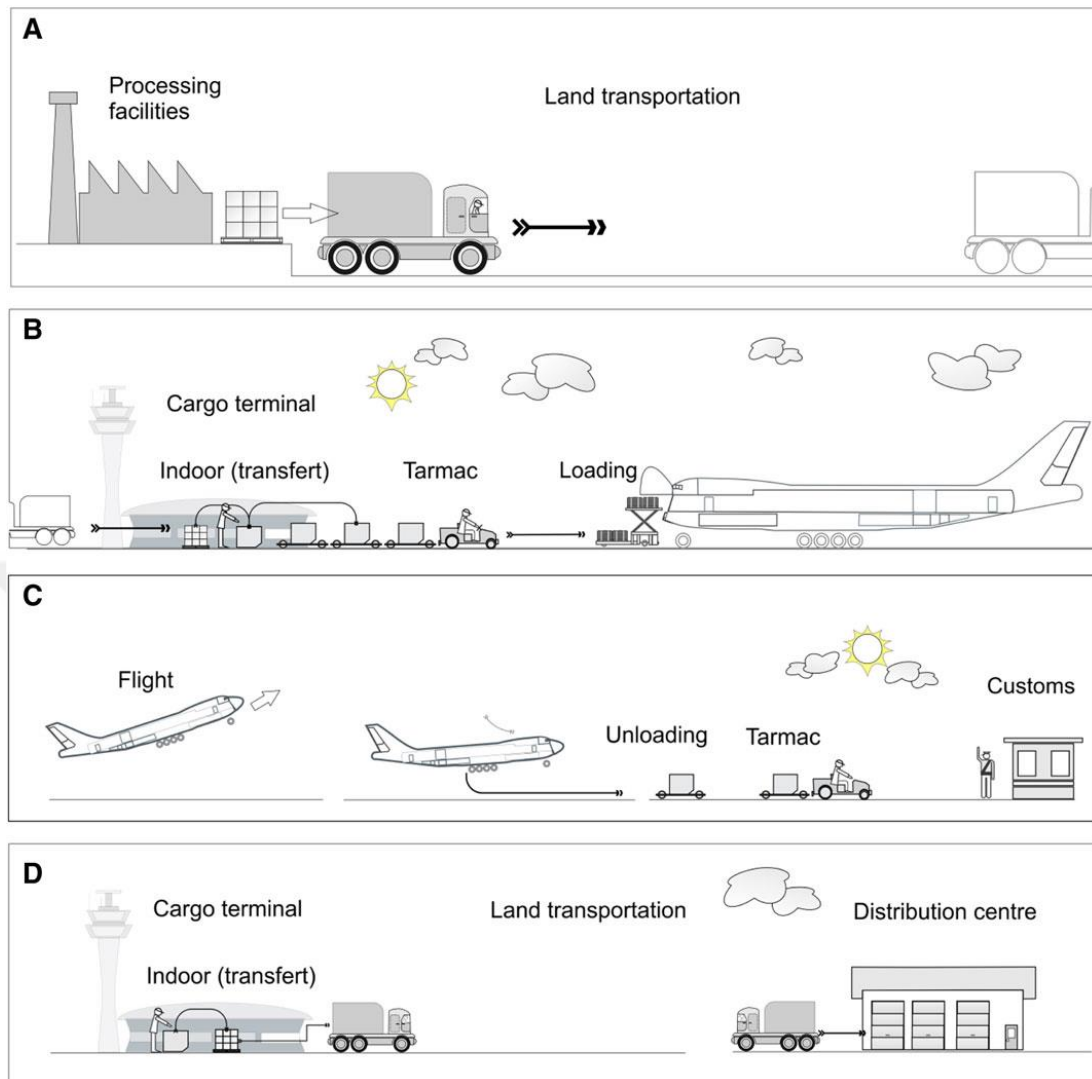 A
Processing
facilities
Land transportation
B
Cargo terminal
Indoor (transfert)
Tarmac
Loading
C
Flight
Unloading
Tarmac
Customs
D
Cargo terminal
Land transportation
Distribution centre
Indoor (transfert)